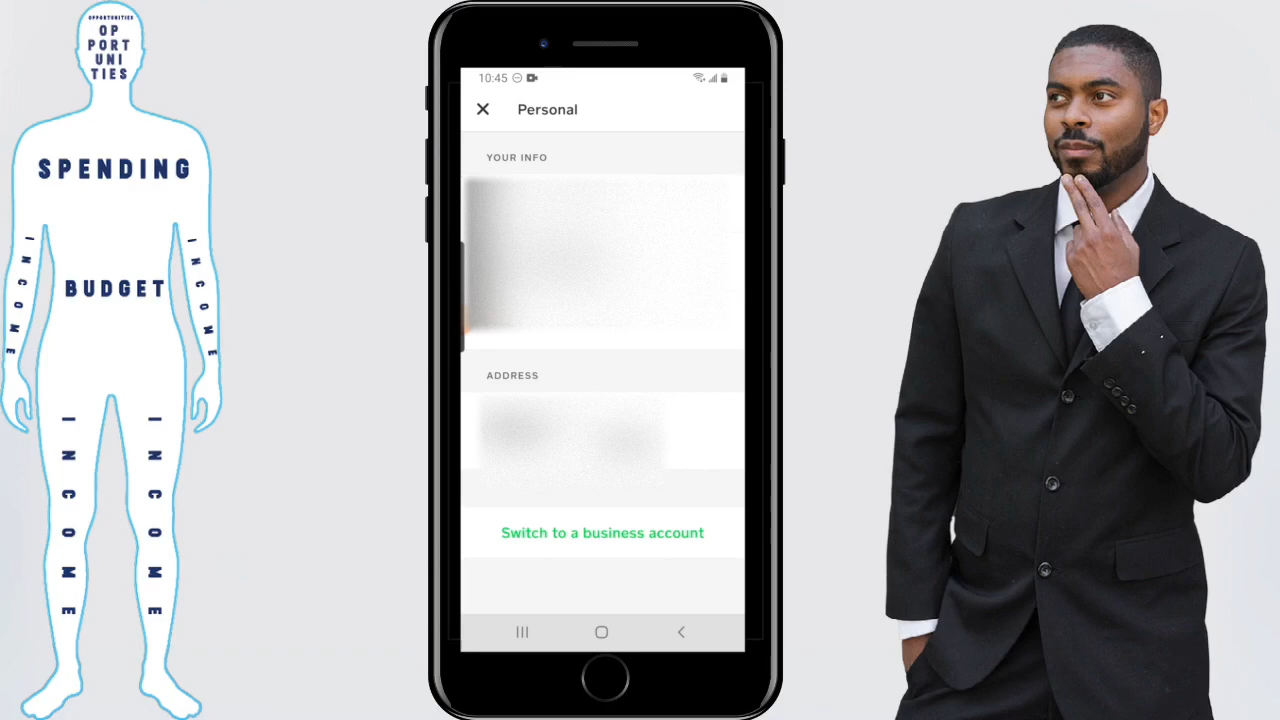 OPPORTUNITIES
OP
PORT
UNI
TIES
SPENDING
BUDGET
INCOME
INCOME
INCOME
INCOME
10:45
Personal
YOUR INFO
ADDRESS
Switch to a business account